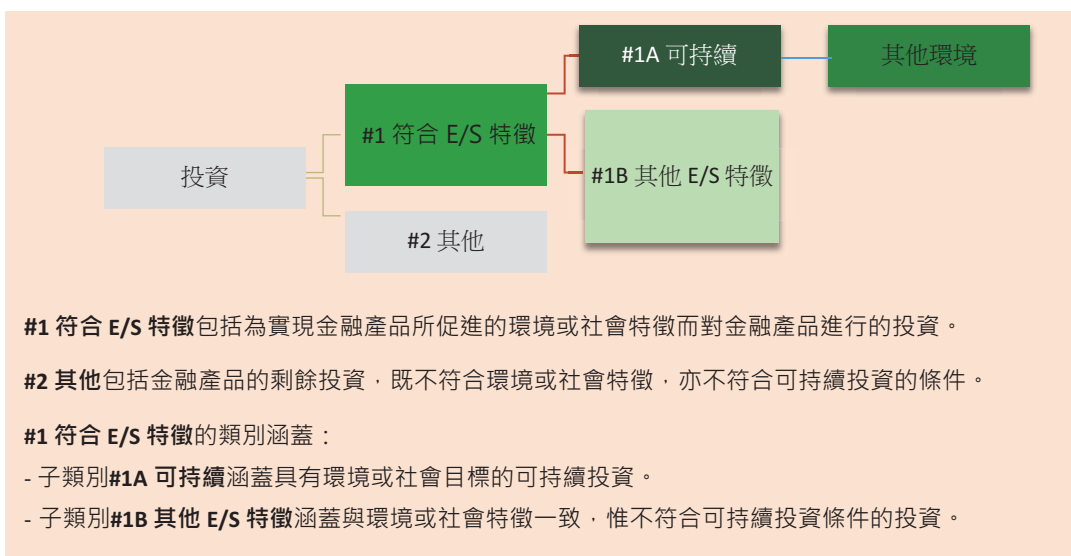 #1A 可持續
其他環境
#1 符合 E/S 特徵
投資
#1B 其他 E/S 特徵
#2 其他
#1 符合 E/S 特徵包括為實現金融產品所促進的環境或社會特徵而對金融產品進行的投資。
#2 其他包括金融產品的剩餘投資，既不符合環境或社會特徵，亦不符合可持續投資的條件。
#1 符合 E/S 特徵的類別涵蓋：
- 子類別#1A 可持續涵蓋具有環境或社會目標的可持續投資。
- 子類別#1B 其他 E/S 特徵涵蓋與環境或社會特徵一致，惟不符合可持續投資條件的投資。